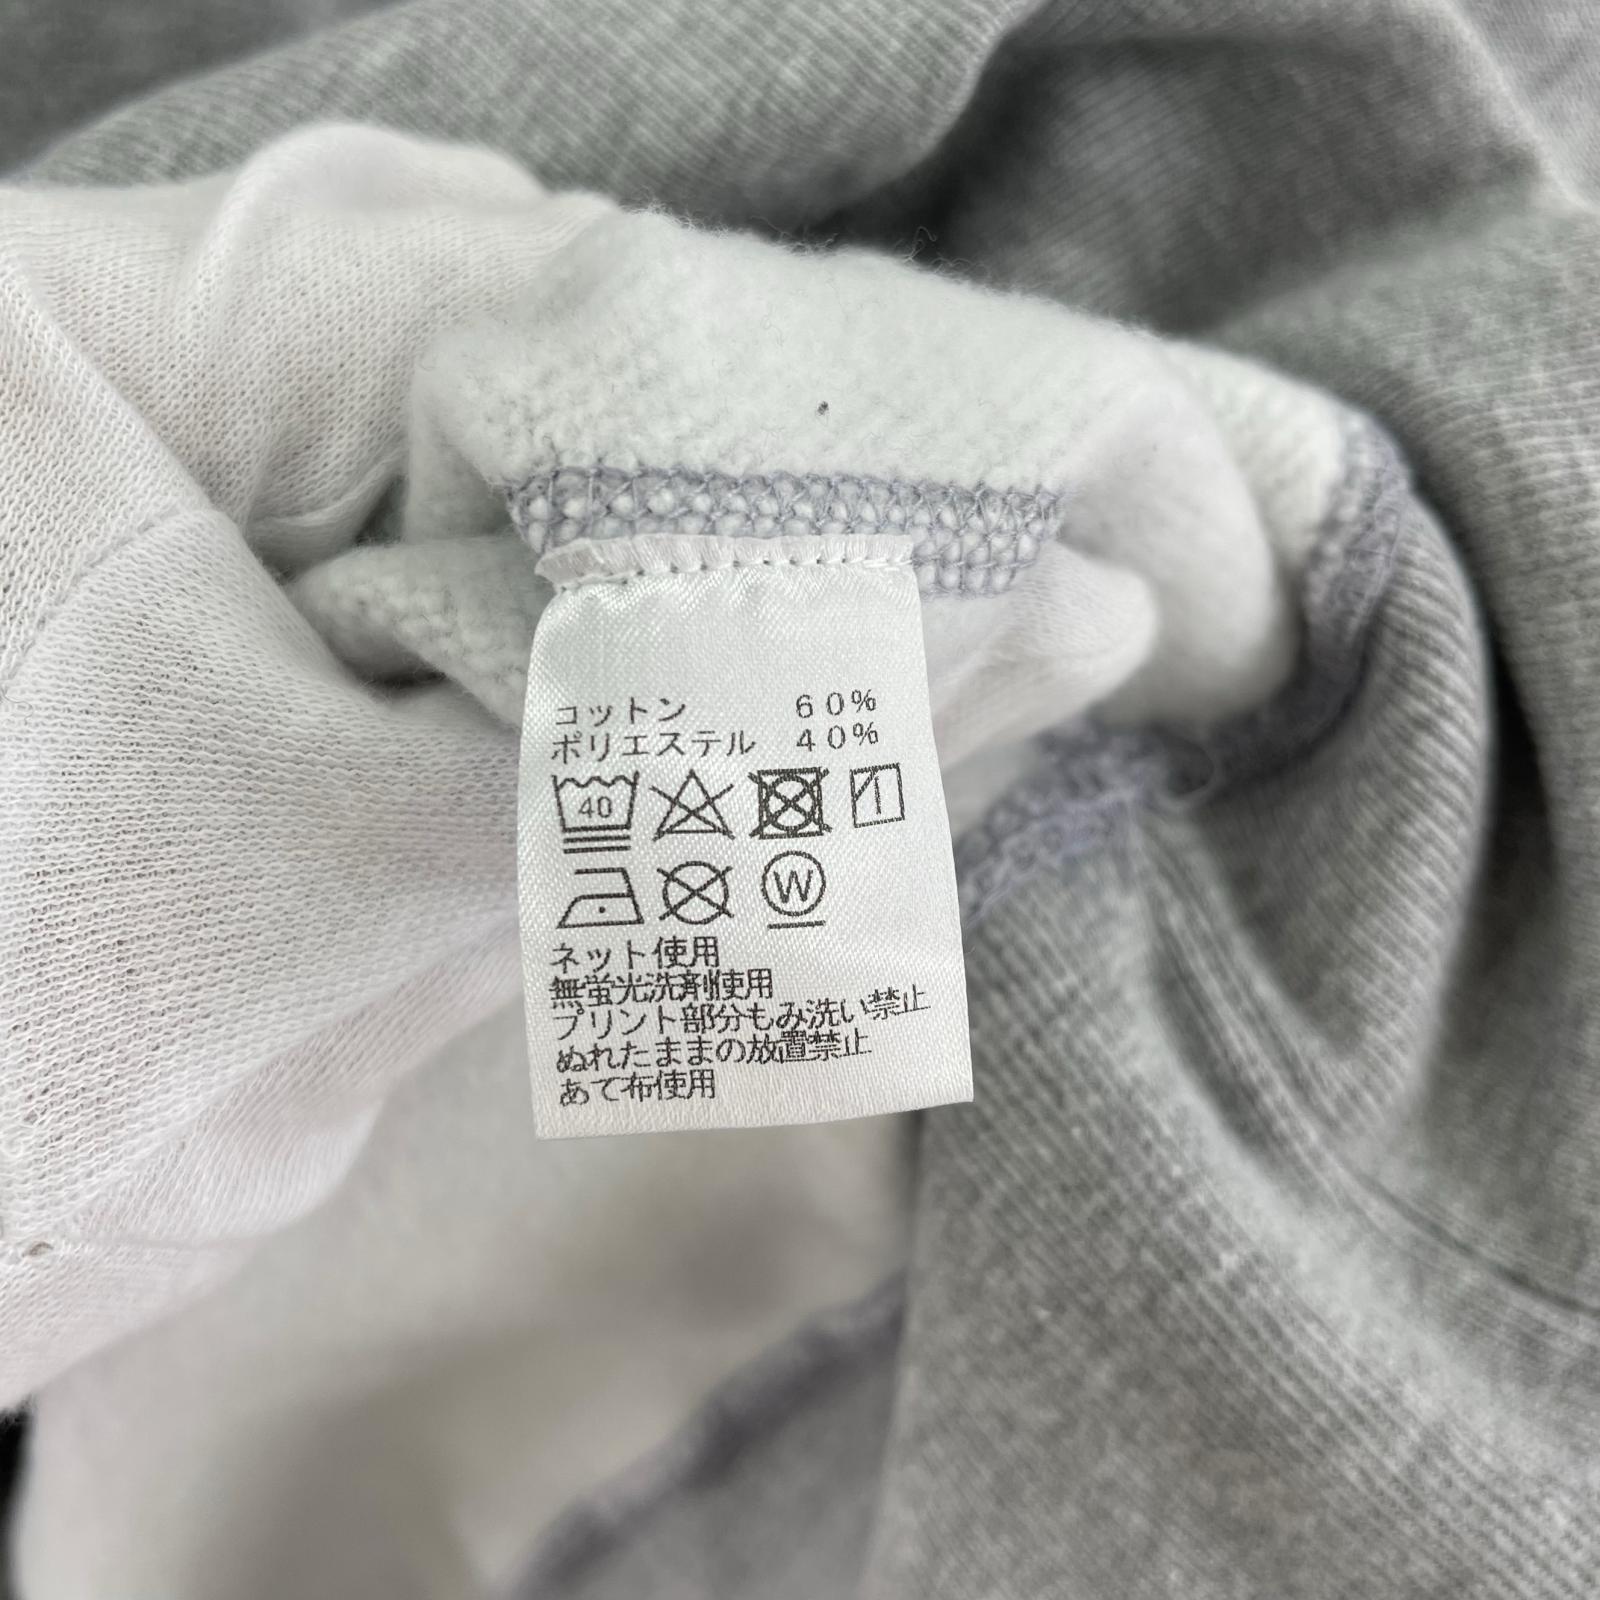 コットン 60%
ポリエステル 40%
40
W
ネット使用
無蛍光洗剤使用
プリント部分もみ洗い禁止
ぬれたままの放置禁止
あて布使用